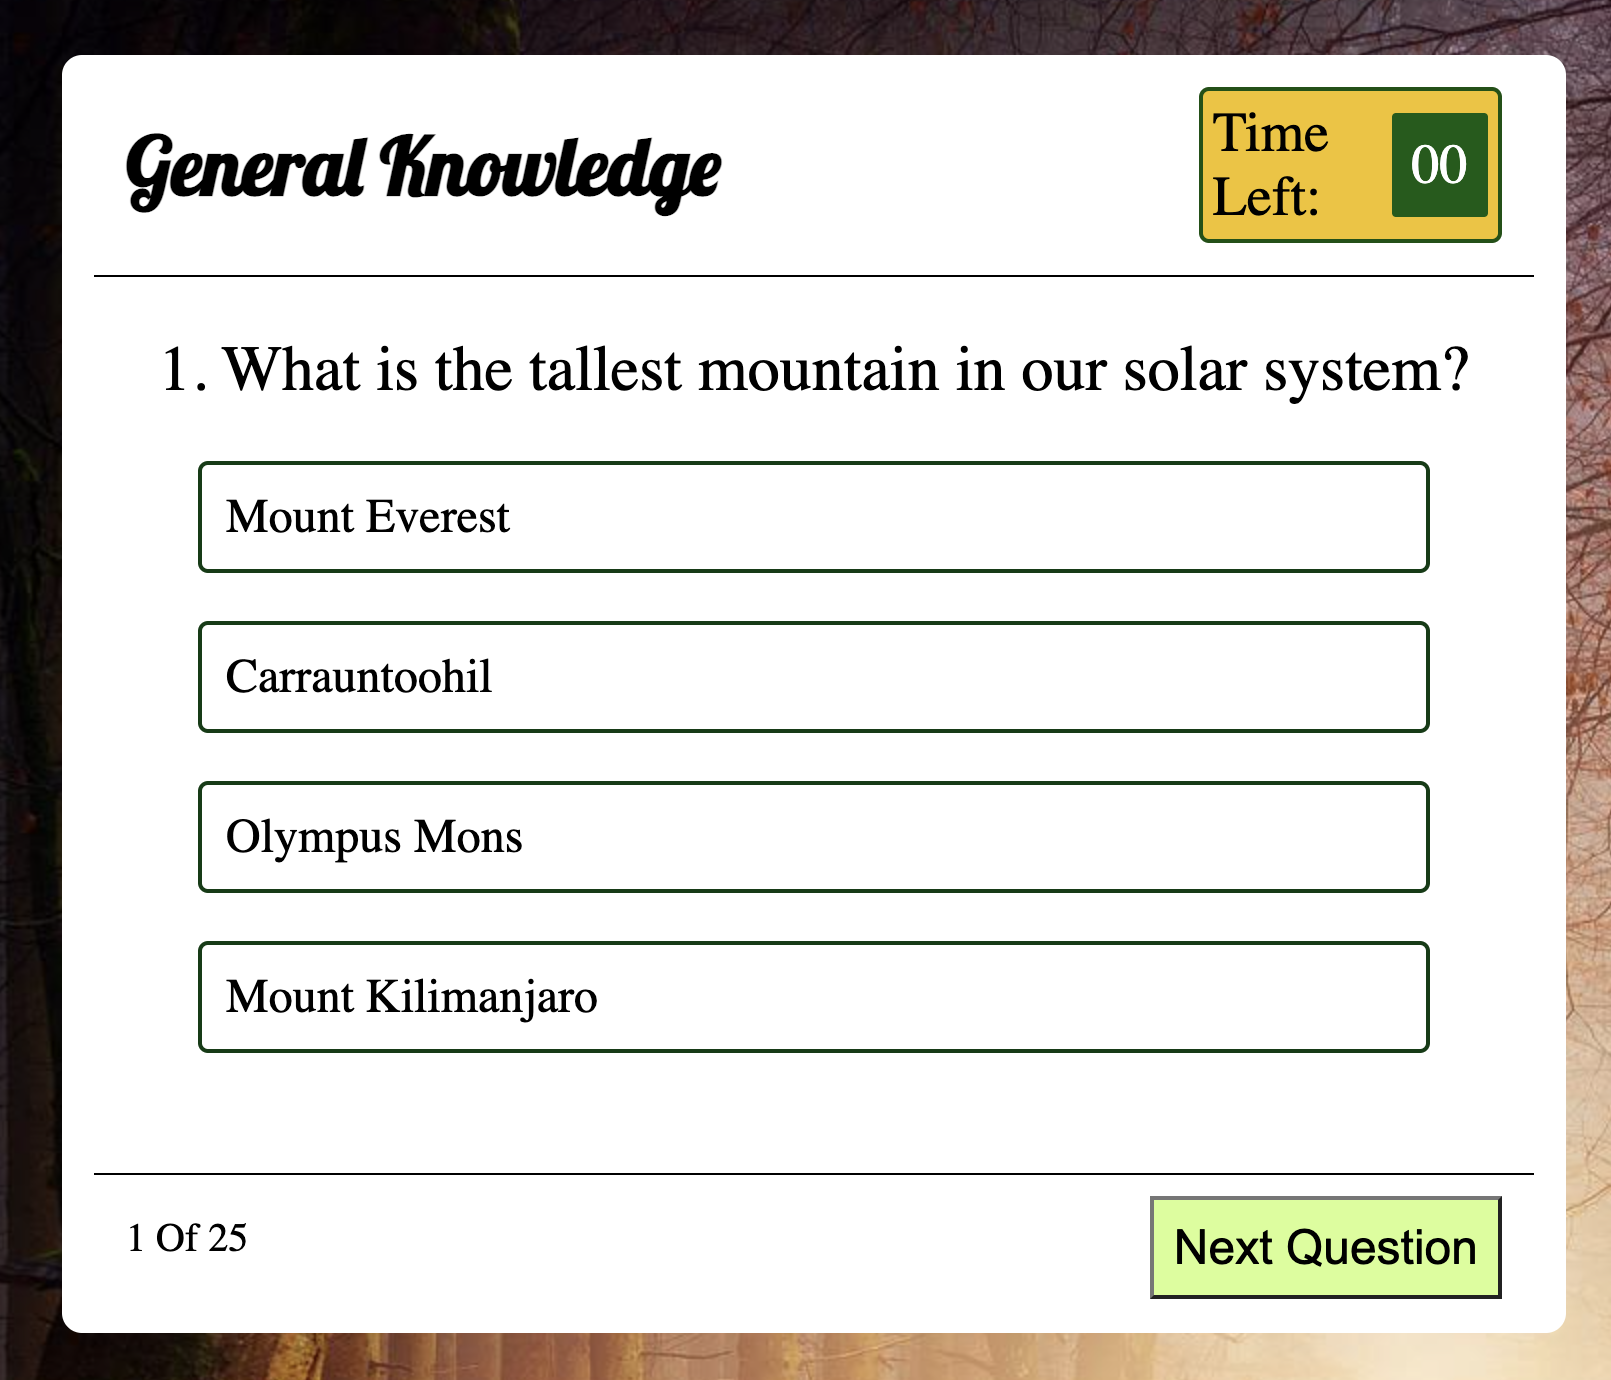 General Knowledge
Time
Left:
00
1. What is the tallest mountain in our solar system?
Mount Everest
Carrauntoohil
Olympus Mons
Mount Kilimanjaro
1 Of 25
Next Question